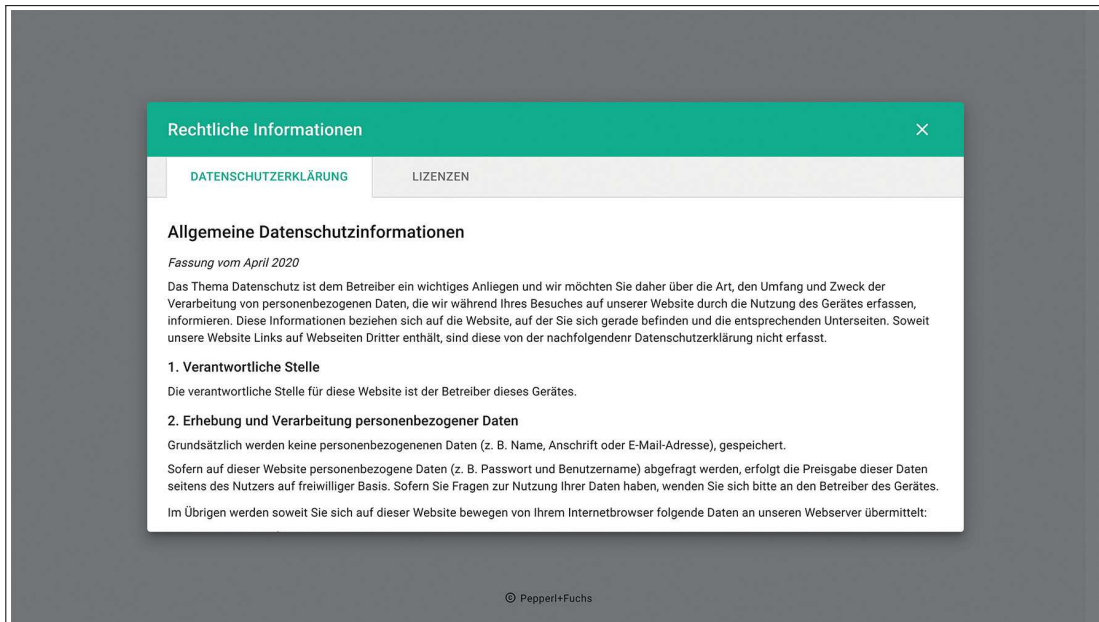 Rechtliche Informationen
DATENSCHUTZERKLÄRUNG LIZENZEN
Allgemeine Datenschutzinformationen
Fassung vom April 2020
Das Thema Datenschutz ist dem Betreiber ein wichtiges Anliegen und wir möchten Sie daher über die Art, den Umfang und Zweck der
Verarbeitung von personenbezogenen Daten, die wir während Ihres Besuches auf unserer Website durch die Nutzung des Gerätes erfassen,
informieren. Diese Informationen beziehen sich auf die Website, auf der Sie sich gerade befinden und die entsprechenden Unterseiten. Soweit
unsere Website Links auf Webseiten Dritter enthält, sind diese von der nachfolgendenr Datenschutzerklärung nicht erfasst.
1. Verantwortliche Stelle
Die verantwortliche Stelle für diese Website ist der Betreiber dieses Gerätes.
2. Erhebung und Verarbeitung personenbezogener Daten
Grundsätzlich werden keine personenbezogenenen Daten (z. B. Name, Anschrift oder E-Mail-Adresse), gespeichert.
Sofern auf dieser Website personenbezogene Daten (z. B. Passwort und Benutzername) abgefragt werden, erfolgt die Preisgabe dieser Daten
seitens des Nutzers auf freiwilliger Basis. Sofern Sie Fragen zur Nutzung Ihrer Daten haben, wenden Sie sich bitte an den Betreiber des Gerätes.
Im Übrigen werden soweit Sie sich auf dieser Website bewegen von Ihrem Internetbrowser folgende Daten an unseren Webserver übermittelt:
© Pepperl+Fuchs